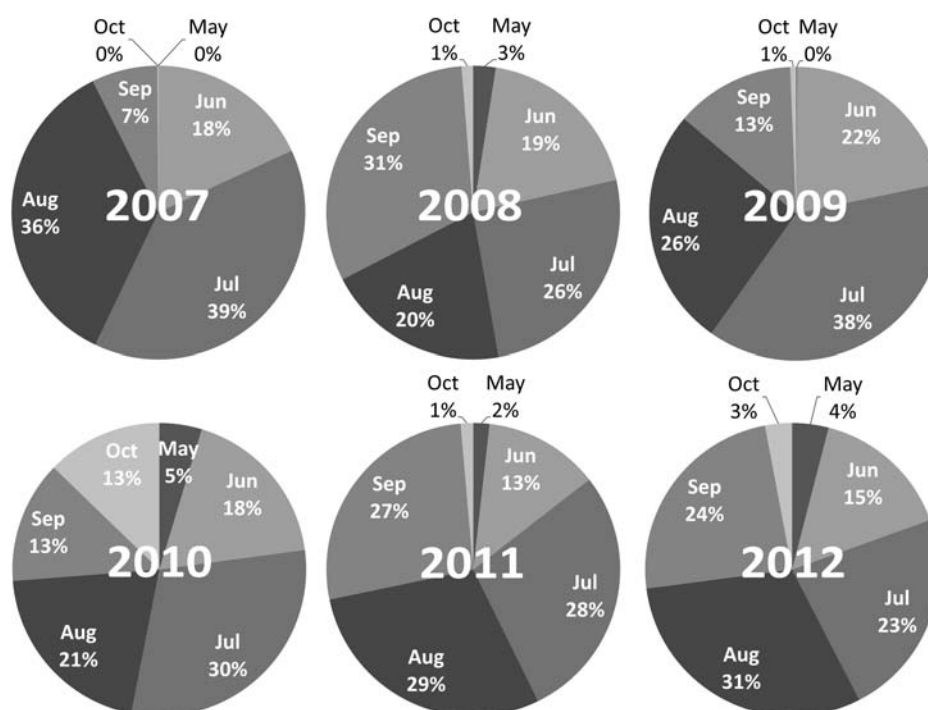 Oct
0%
May
0%
Sep
7%
Jun
18%
Aug
36%
2007
Jul
39%
Oct
1%
May
3%
Sep
31%
Jun
19%
2008
Aug
20%
Jul
26%
Oct
1%
May
0%
Sep
13%
Jun
22%
Aug
26%
2009
Jul
38%
Oct
13%
May
5%
Sep
13%
Jun
18%
2010
Aug
21%
Jul
30%
Oct
1%
May
2%
Sep
27%
Jun
13%
2011
Jul
28%
Aug
29%
Oct
3%
May
4%
Sep
24%
Jun
15%
2012
Jul
23%
Aug
31%